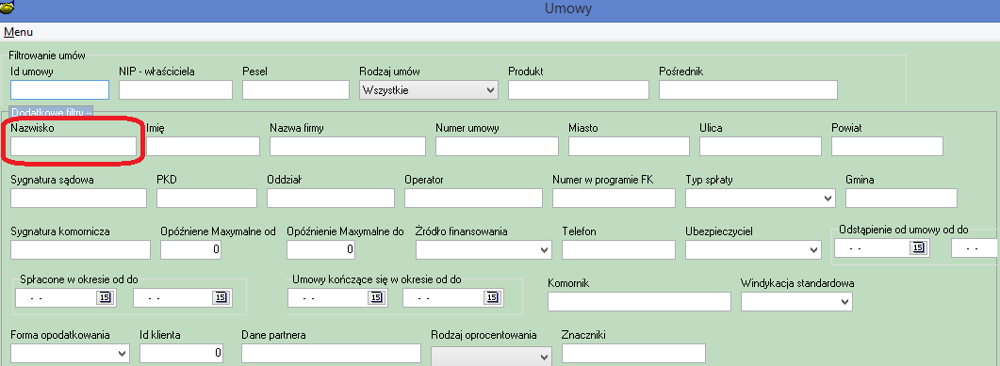 Umowy
Menu
Filtrowanie umów
Id umowy NIP - właściciela Pesel Rodzaj umów Produkt Pośrednik
Wszystkie
Dodatkowe filtry --
Nazwisko Imię Nazwa firmy Numer umowy Miasto Ulica Powiat
Sygnatura sądowa PKD Oddział Operator Numer w programie FK Typ spłaty Gmina
Sygnatura komornicza Opóźniene Maxymalne od Opóźnienie Maxymalne do Żródło finansowania Telefon Ubezpieczyciel Odstąpienie od umowy od do
0 0 - - 15 - -
Spłacone w okresie od do Umowy kończące się w okresie od do Komornik Windykacja standardowa
- - 15 - - 15 - - 15 - - 15
Forma opodatkowania Id klienta Dane partnera Rodzaj oprocentowania Znaczniki
0